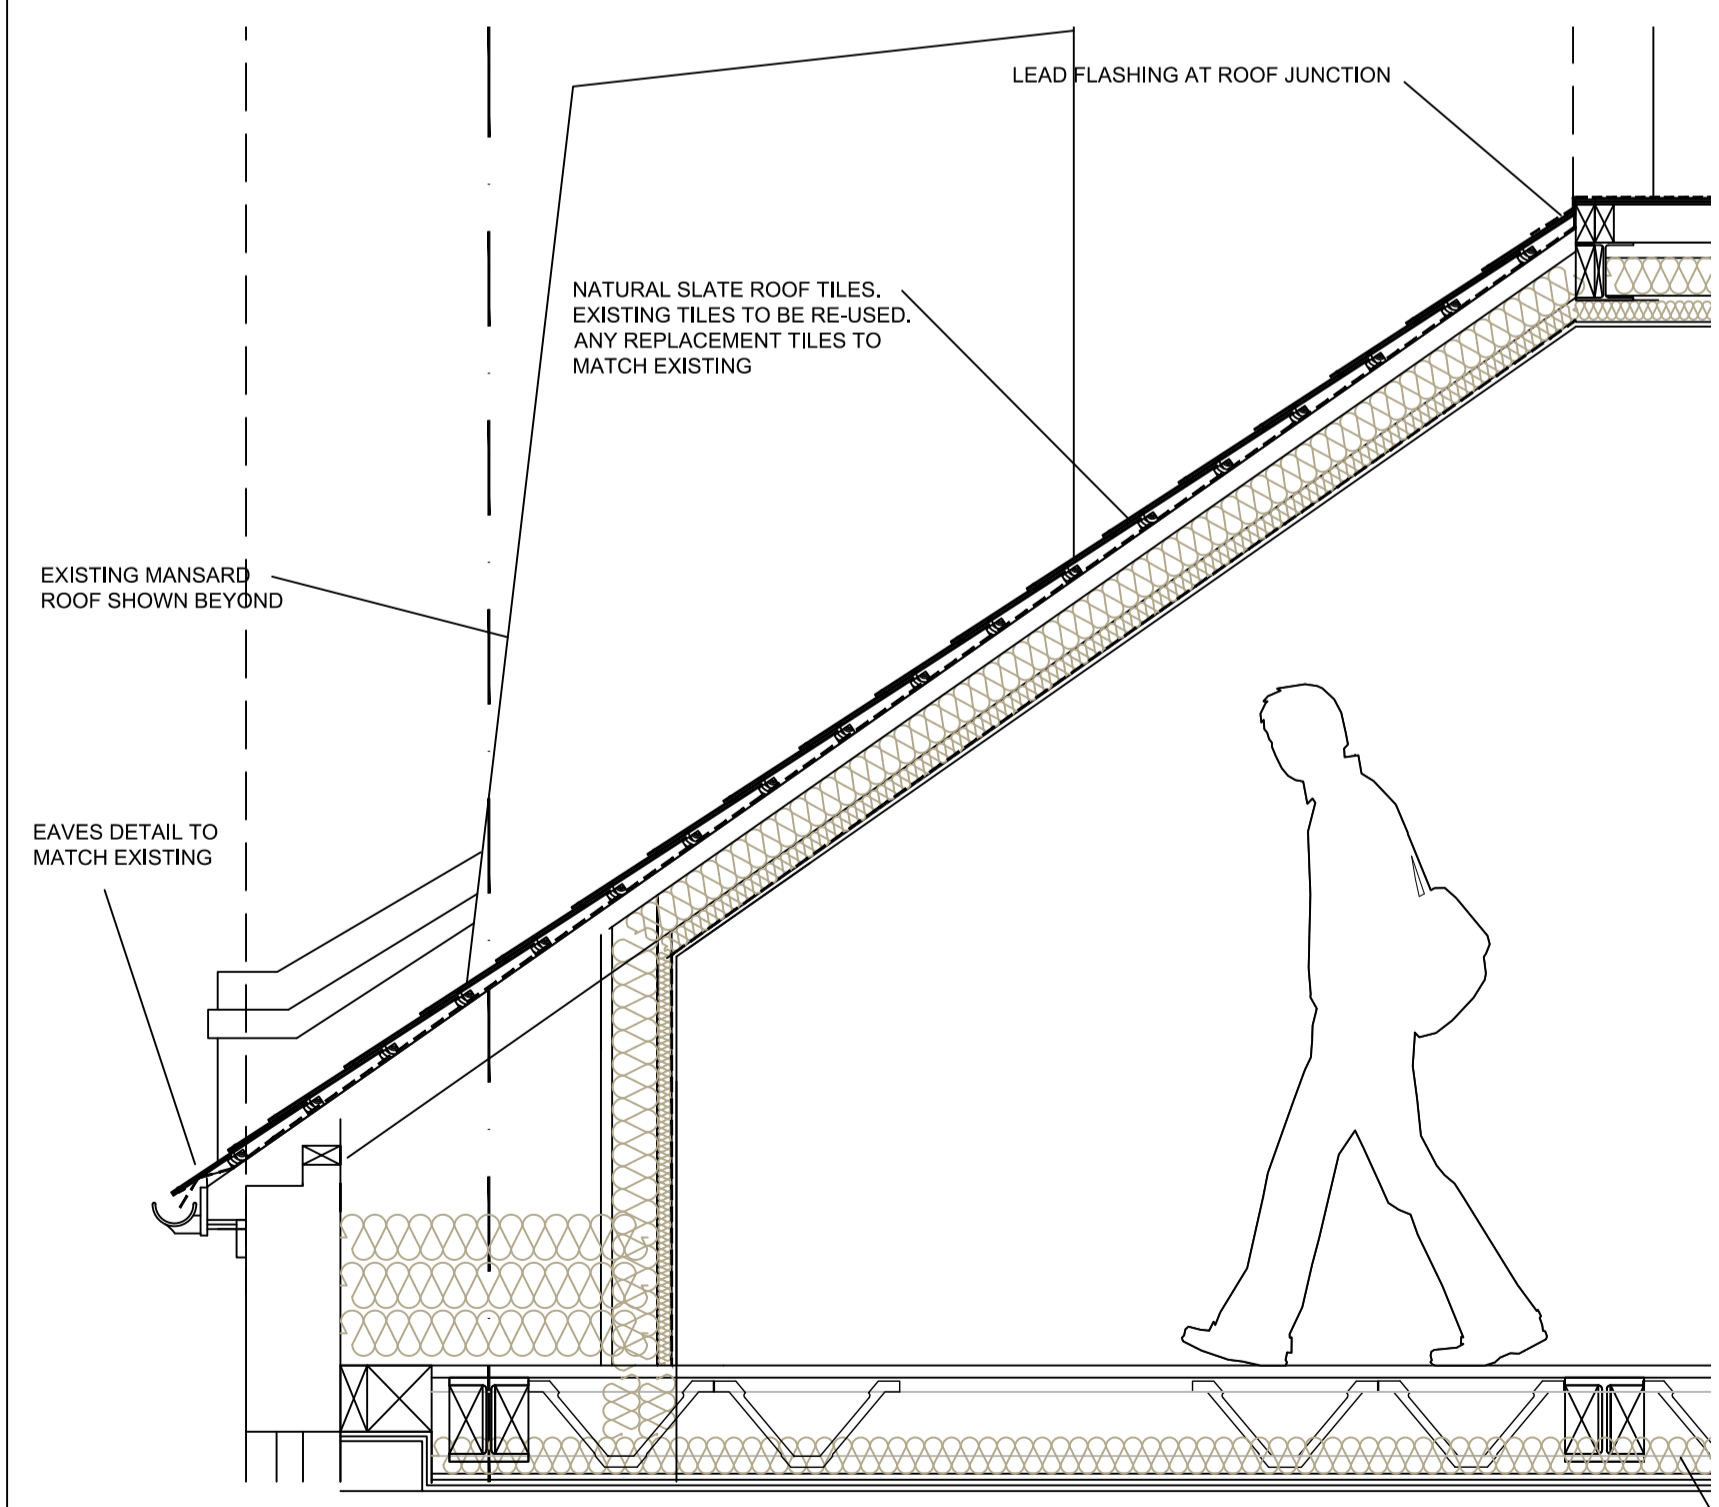 LEAD FLASHING AT ROOF JUNCTION
NATURAL SLATE ROOF TILES.
EXISTING TILES TO BE RE-USED.
ANY REPLACEMENT TILES TO
MATCH EXISTING
EXISTING MANSARD
ROOF SHOWN BEYOND
EAVES DETAIL TO
MATCH EXISTING